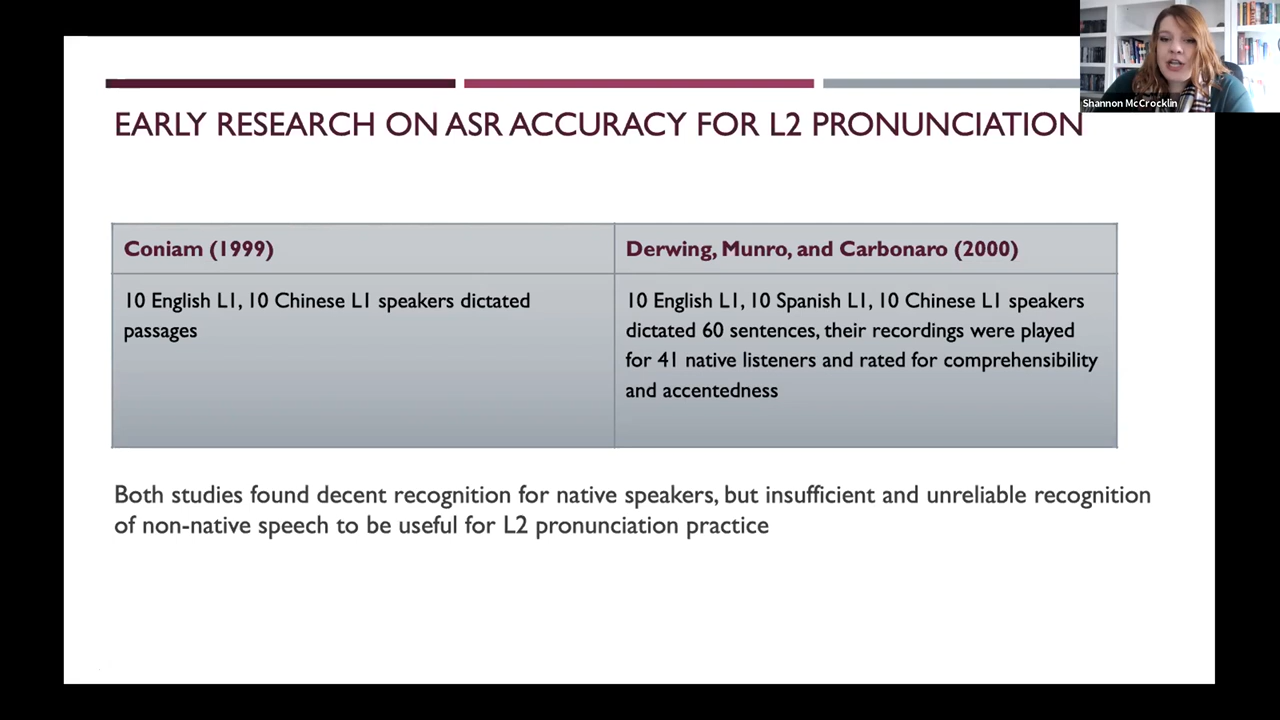 Shannon McCrocklin
EARLY RESEARCH ON ASR ACCURACY FOR L2 PRONUNCIATION
Coniam (1999)
10 English L1, 10 Chinese L1 speakers dictated
passages
Derwing, Munro, and Carbonaro (2000)
10 English L1, 10 Spanish L1, 10 Chinese L1 speakers
dictated 60 sentences, their recordings were played
for 41 native listeners and rated for comprehensibility
and accentedness
Both studies found decent recognition for native speakers, but insufficient and unreliable recognition
of non-native speech to be useful for L2 pronunciation practice